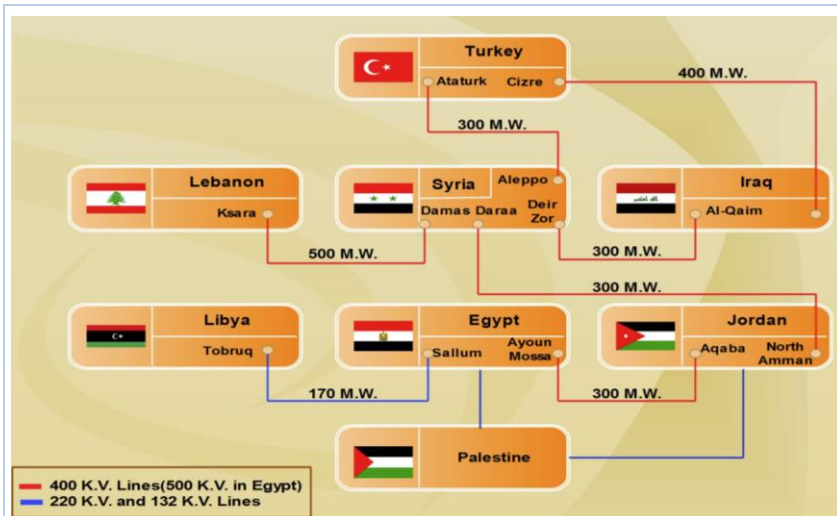 Turkey
Ataturk Cizre
400 M.W.
300 M.W.
Lebanon
Ksara
Syria
Aleppo
Damas Daraa
Deir
Zor
Iraq
Al-Qaim
500 M.W.
300 M.W.
300 M.W.
Libya
Tobruq
Egypt
Sallum
Ayoun
Mossa
Jordan
Aqaba
North
Amman
170 M.W.
300 M.W.
Palestine
400 K.V. Lines(500 K.V. in Egypt)
220 K.V. and 132 K.V. Lines